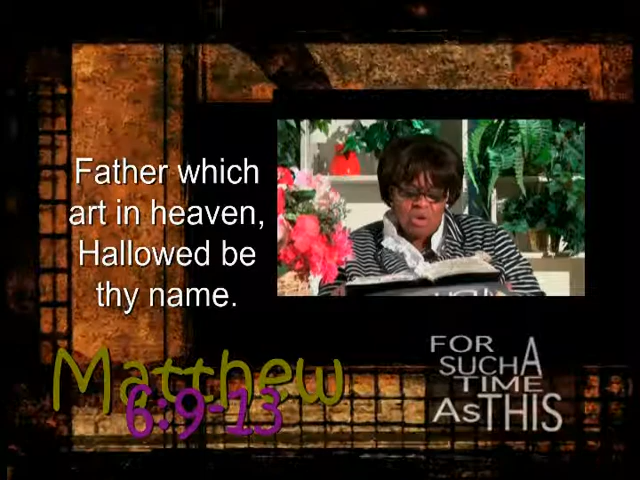 Father which
art in heaven,
Hallowed be
thy name.
Matthew
6:9-13
FOR
SUCH A
TIME
AS THIS